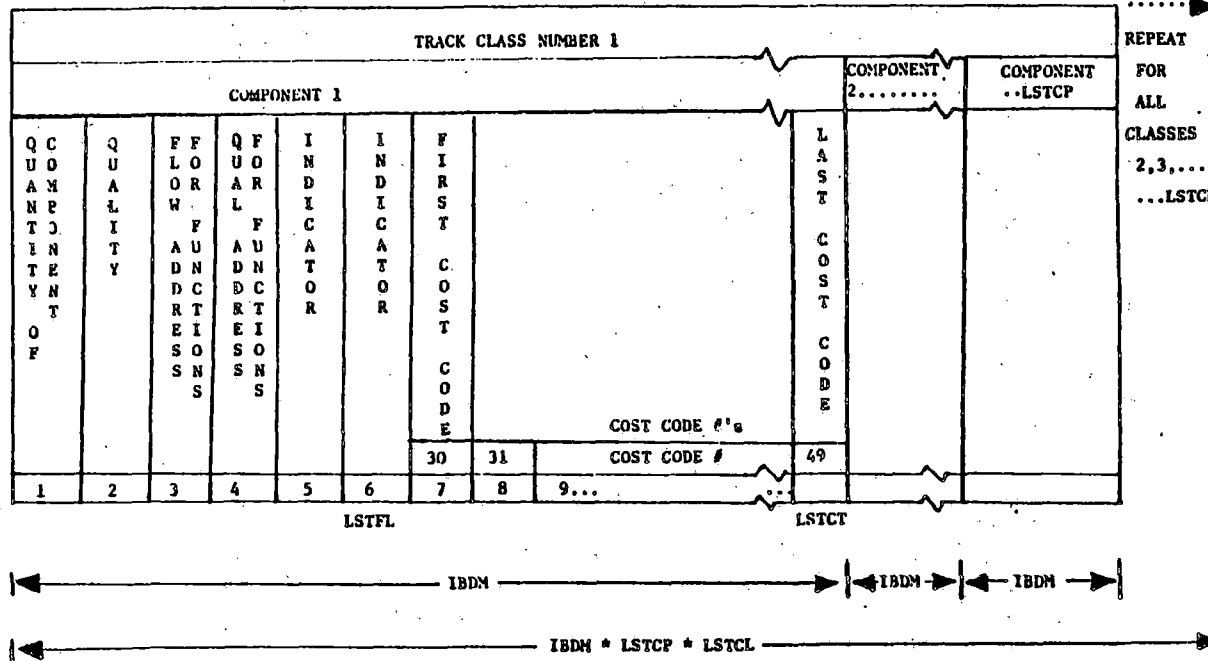 TRACK CLASS NUMBER 1
REPEAT
FOR
ALL
CLASSES
2,3,...
COMPONENT 1
COMPONENT
2........
COMPONENT
..LSTCP
QUANTITY OF
COMPONENT
QUALITY
FLOW ADDRESS
FOR FUNCTIONS
QUAL ADDRESS
FOR FUNCTIONS
INDICATOR
INDICATOR
FIRST COST CODE
LAST COST CODE
COST CODE #'s
30 31 COST CODE # 49
1 2 3 4 5 6 7 8 9... ...
LSTFL LSTCT
IBDM IBDM IBDM
IBDM * LSTCP * LSTCL